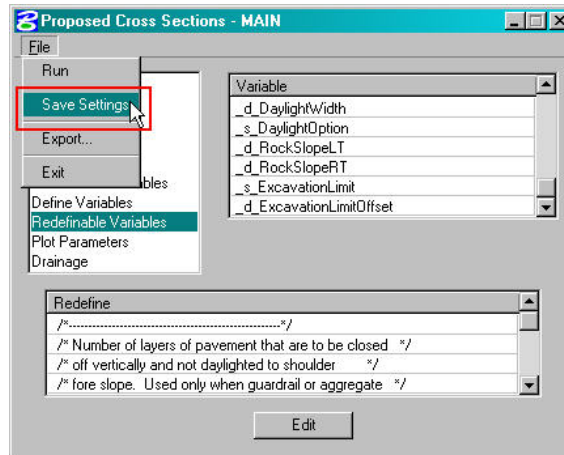 Proposed Cross Sections - MAIN
File
Run
Save Settings
Export...
Exit
Define Variables
Redefinable Variables
Plot Parameters
Drainage
Variable
_d_DaylightWidth
_s_DaylightOption
_d_RockSlopeLT
_d_RockSlopeRT
_s_ExcavationLimit
_d_ExcavationLimitOffset
Redefine
/*--------------------------------------------------*/
/* Number of layers of pavement that are to be closed */
/* off vertically and not daylighted to shoulder */
/* fore slope. Used only when guardrail or aggregate */
Edit